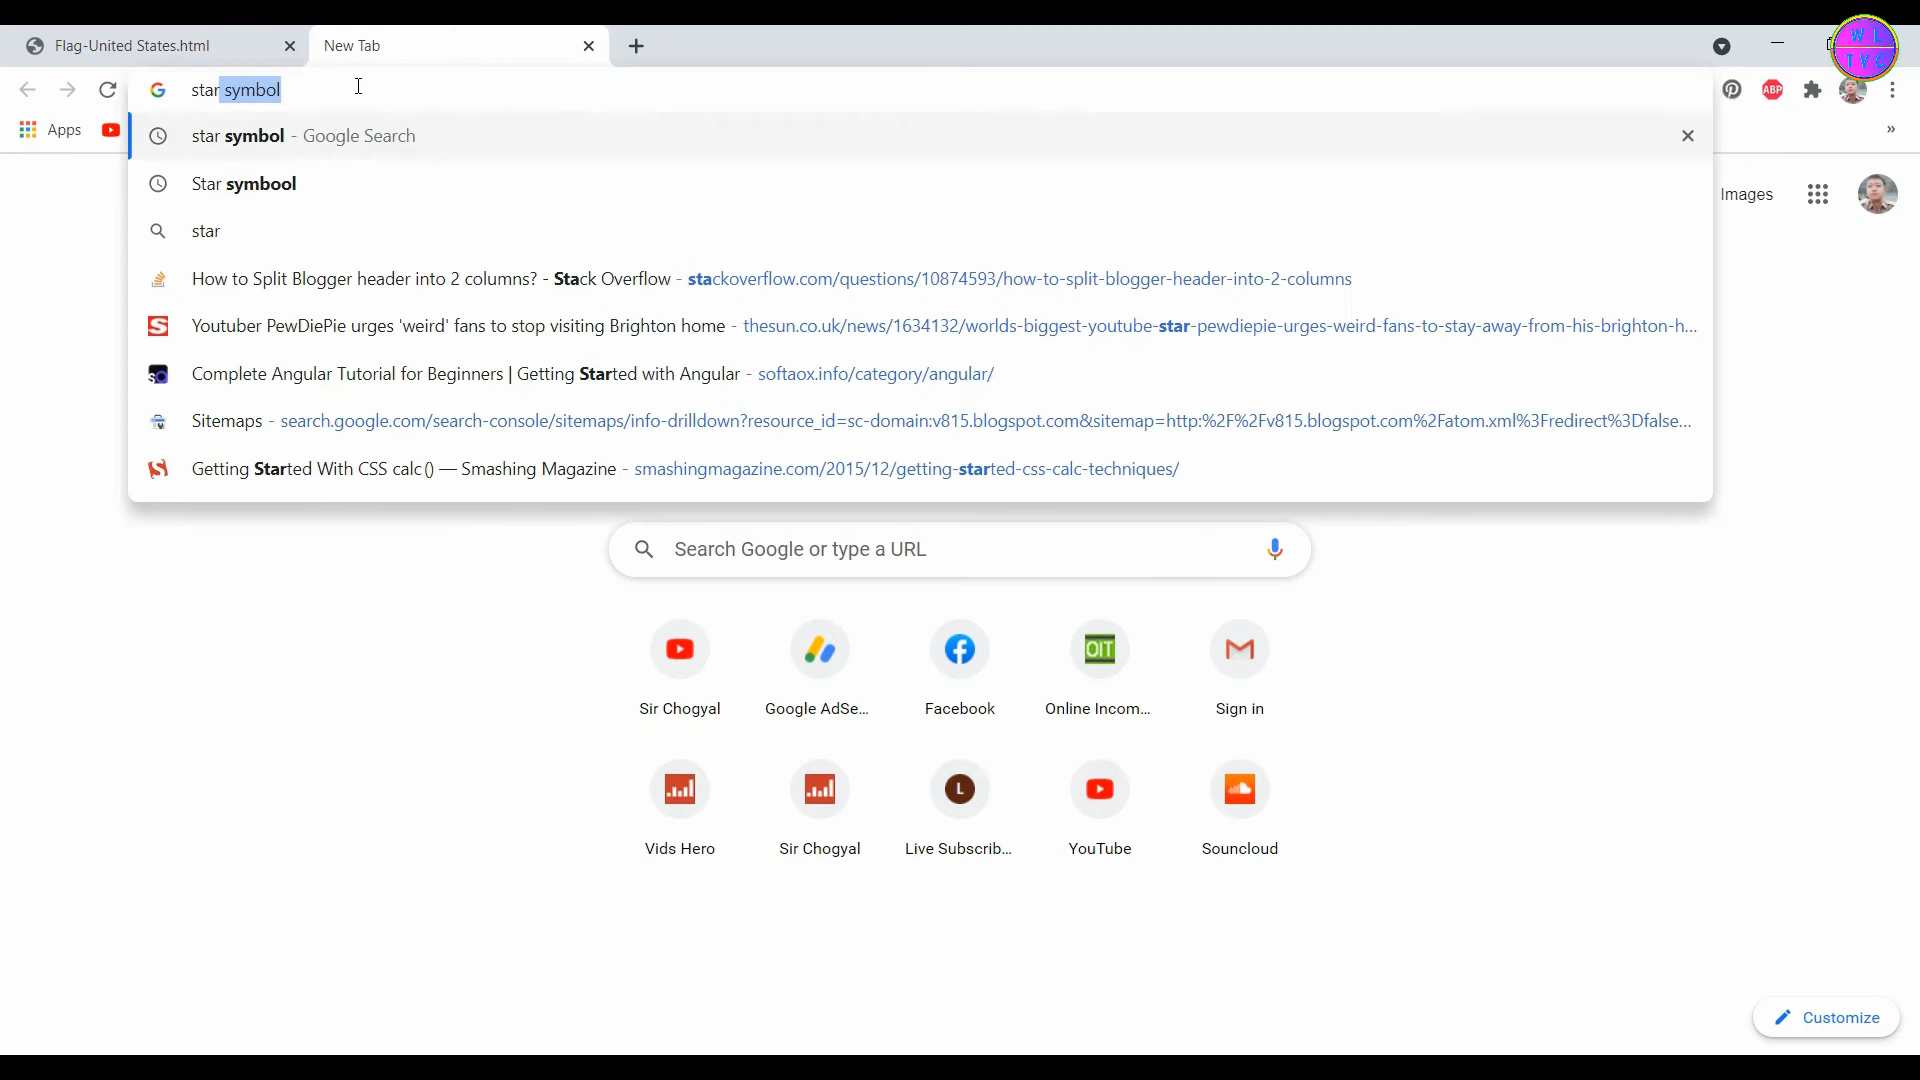 Flag-United States.html
New Tab
W L
T V C
star symbol
ABP
Apps
star symbol - Google Search
Star symbool
Images
star
How to Split Blogger header into 2 columns? - Stack Overflow - stackoverflow.com/questions/10874593/how-to-split-blogger-header-into-2-columns
Youtuber PewDiePie urges 'weird' fans to stop visiting Brighton home - thesun.co.uk/news/1634132/worlds-biggest-youtube-star-pewdiepie-urges-weird-fans-to-stay-away-from-his-brighton-h...
Complete Angular Tutorial for Beginners | Getting Started with Angular - softaox.info/category/angular/
Sitemaps - search.google.com/search-console/sitemaps/info-drilldown?resource_id=sc-domain:v815.blogspot.com&sitemap=http:%2F%2Fv815.blogspot.com%2Fatom.xml%3Fredirect%3Dfalse...
Getting Started With CSS calc() — Smashing Magazine - smashingmagazine.com/2015/12/getting-started-css-calc-techniques/
Search Google or type a URL
OIT
Sir Chogyal
Google AdSe...
Facebook
Online Incom...
Sign in
L
Vids Hero
Sir Chogyal
Live Subscrib...
YouTube
Souncloud
Customize